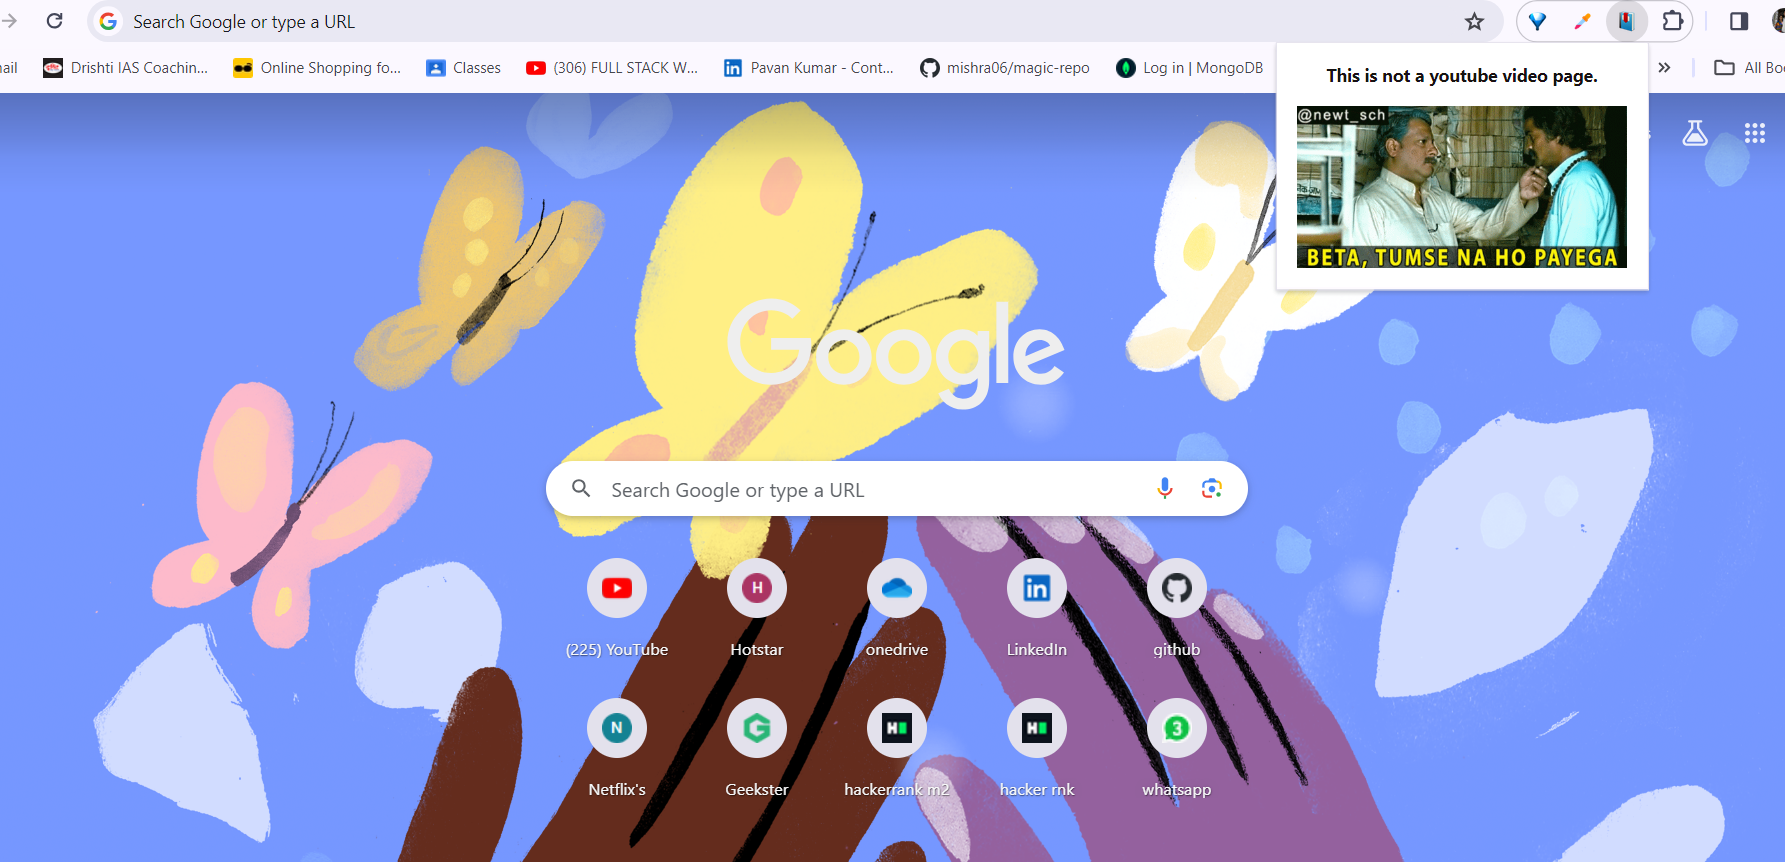 Search Google or type a URL
ail
Drishti IAS Coachin...
Online Shopping fo...
Classes
(306) FULL STACK W...
Pavan Kumar - Cont...
mishra06/magic-repo
Log in | MongoDB
»
All Boo
This is not a youtube video page.
@newt_sch
BETA, TUMSE NA HO PAYEGA
Google
Search Google or type a URL
(225) YouTube
H
Hotstar
onedrive
in
LinkedIn
github
N
Netflix's
G
Geekster
H
hackerrank m2
H
hacker rnk
3
whatsapp